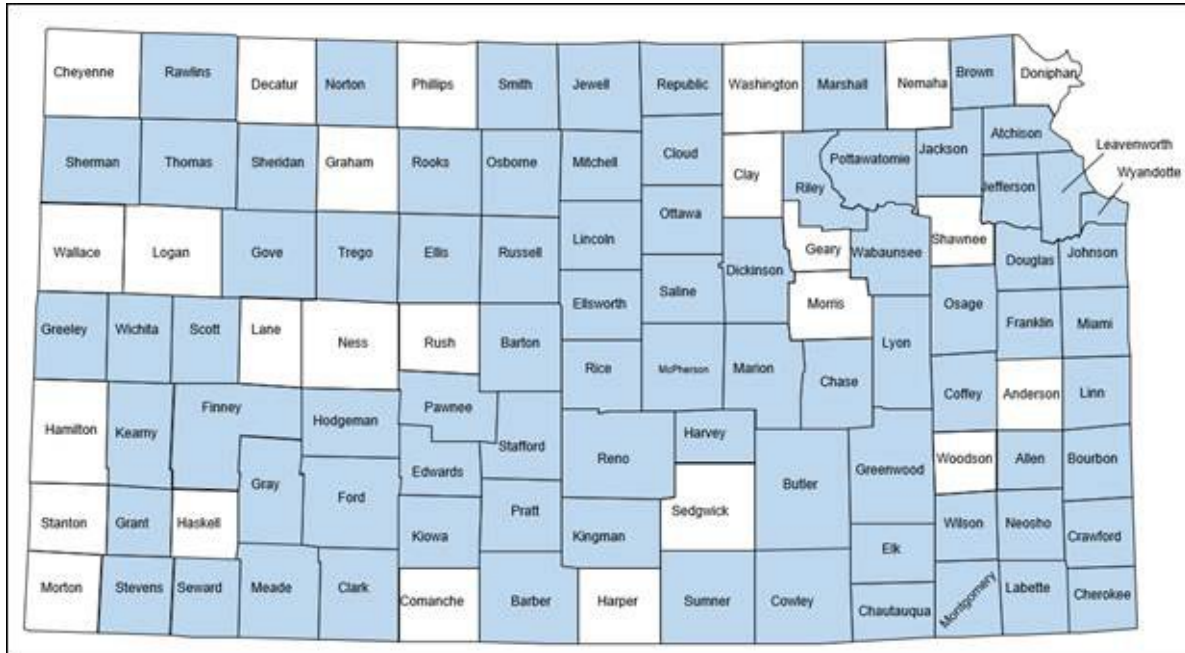 Cheyenne
Rawlins
Decatur
Norton
Phillips
Smith
Jewell
Republic
Washington
Marshall
Nemaha
Brown
Doniphan
Sherman
Thomas
Sheridan
Graham
Rooks
Osborne
Mitchell
Cloud
Clay
Riley
Pottawatomie
Jackson
Atchison
Leavenworth
Wyandotte
Jefferson
Wallace
Logan
Gove
Trego
Ellis
Russell
Lincoln
Ottawa
Dickinson
Geary
Wabaunsee
Shawnee
Douglas
Johnson
Greeley
Wichita
Scott
Lane
Ness
Rush
Barton
Ellsworth
Saline
Morris
Osage
Franklin
Miami
Rice
McPherson
Marion
Chase
Lyon
Coffey
Anderson
Linn
Hamilton
Kearny
Finney
Hodgeman
Pawnee
Stafford
Edwards
Reno
Harvey
Butler
Greenwood
Woodson
Allen
Bourbon
Gray
Ford
Stanton
Grant
Haskell
Kiowa
Pratt
Kingman
Sedgwick
Elk
Wilson
Neosho
Crawford
Morton
Stevens
Seward
Meade
Clark
Comanche
Barber
Harper
Sumner
Cowley
Chautauqua
Montgomery
Labette
Cherokee